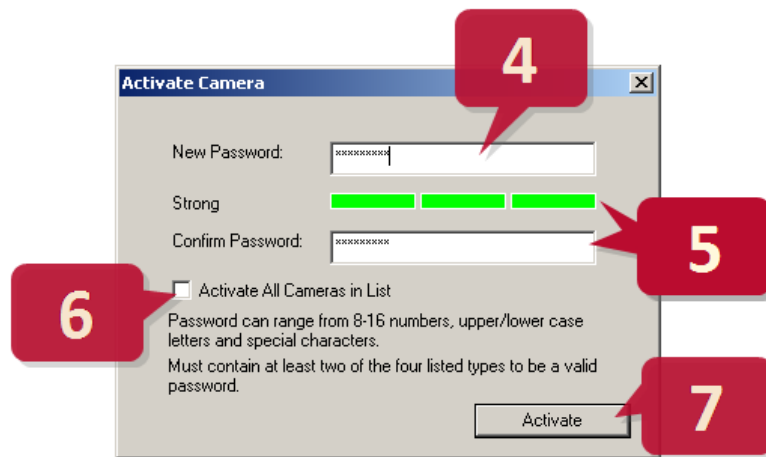 4
Activate Camera
New Password: *********
Strong
5
Confirm Password: *********
6
Activate All Cameras in List
Password can range from 8-16 numbers, upper/lower case
letters and special characters.
Must contain at least two of the four listed types to be a valid
password.
Activate
7